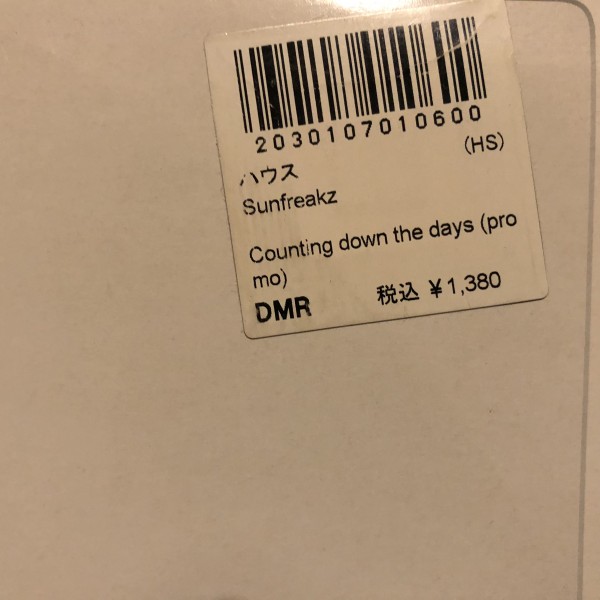 2030107010600
(HS)
ハウス
Sunfreakz
Counting down the days (pro
mo)
DMR 税込 ¥1,380